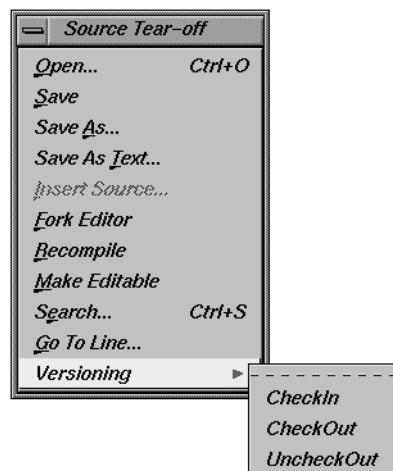 Source Tear-off
Open... Ctrl+O
Save
Save As...
Save As Text...
Insert Source...
Fork Editor
Recompile
Make Editable
Search... Ctrl+S
Go To Line...
Versioning
CheckIn
CheckOut
UncheckOut